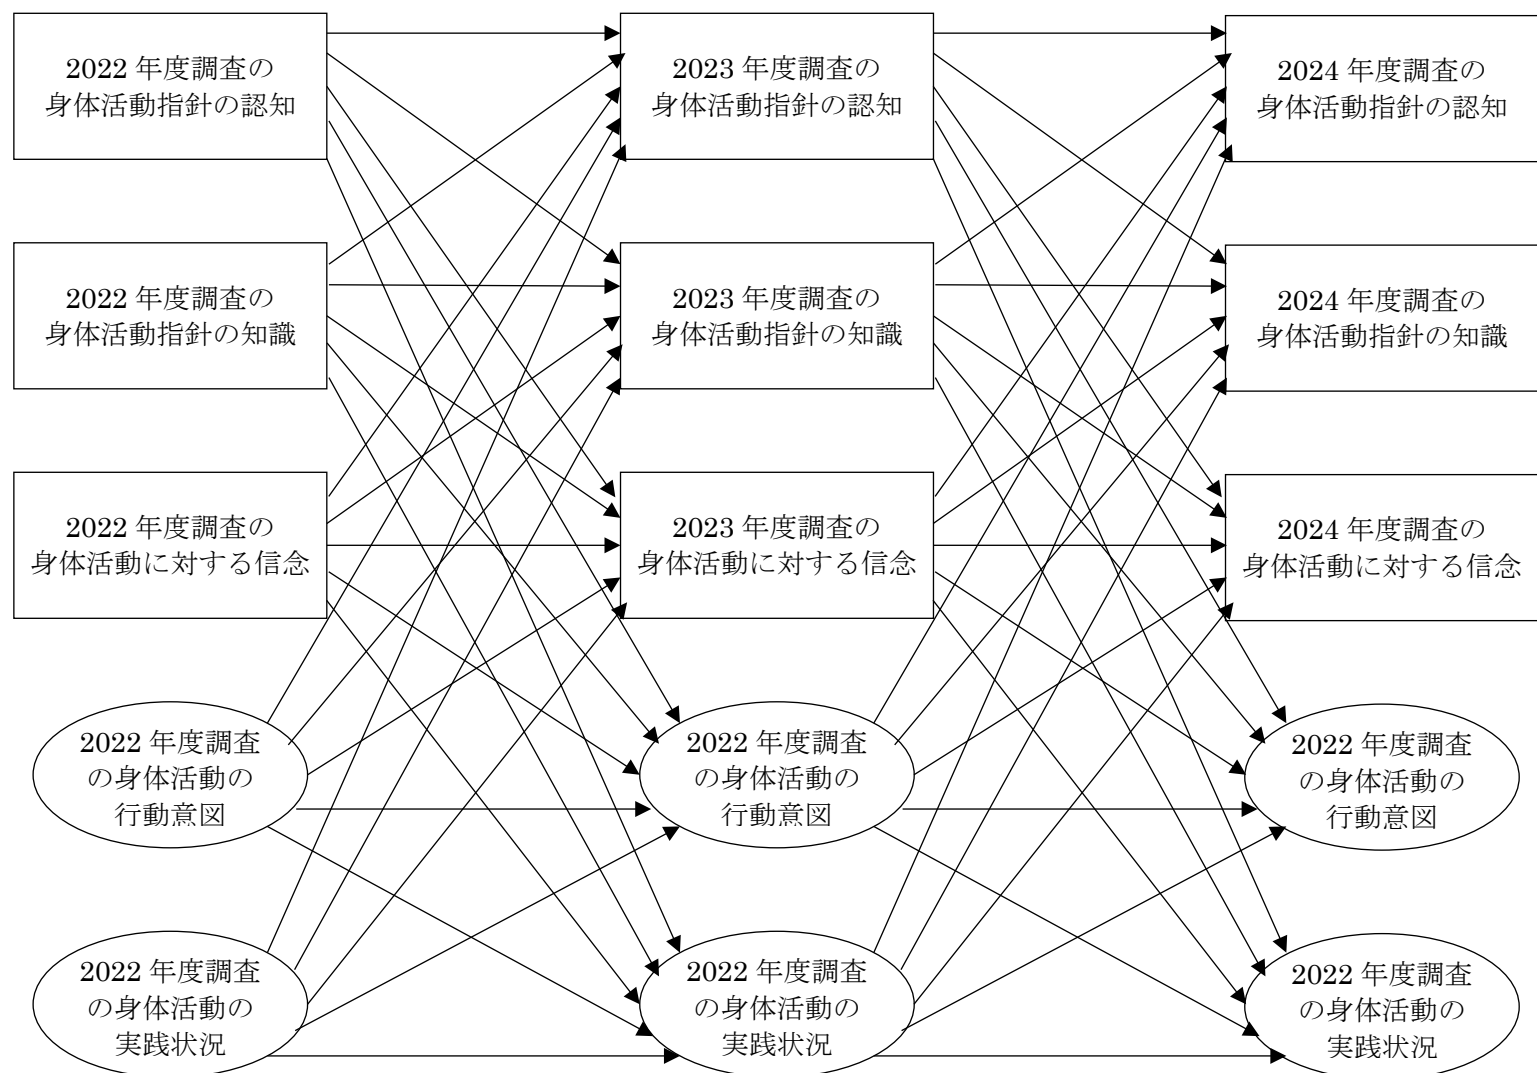 2022 年度調査の
身体活動指針の認知
2023 年度調査の
身体活動指針の認知
2024 年度調査の
身体活動指針の認知
2022 年度調査の
身体活動指針の知識
2023 年度調査の
身体活動指針の知識
2024 年度調査の
身体活動指針の知識
2022 年度調査の
身体活動に対する信念
2023 年度調査の
身体活動に対する信念
2024 年度調査の
身体活動に対する信念
2022 年度調査
の身体活動の
行動意図
2022 年度調査
の身体活動の
行動意図
2022 年度調査
の身体活動の
行動意図
2022 年度調査
の身体活動の
実践状況
2022 年度調査
の身体活動の
実践状況
2022 年度調査
の身体活動の
実践状況